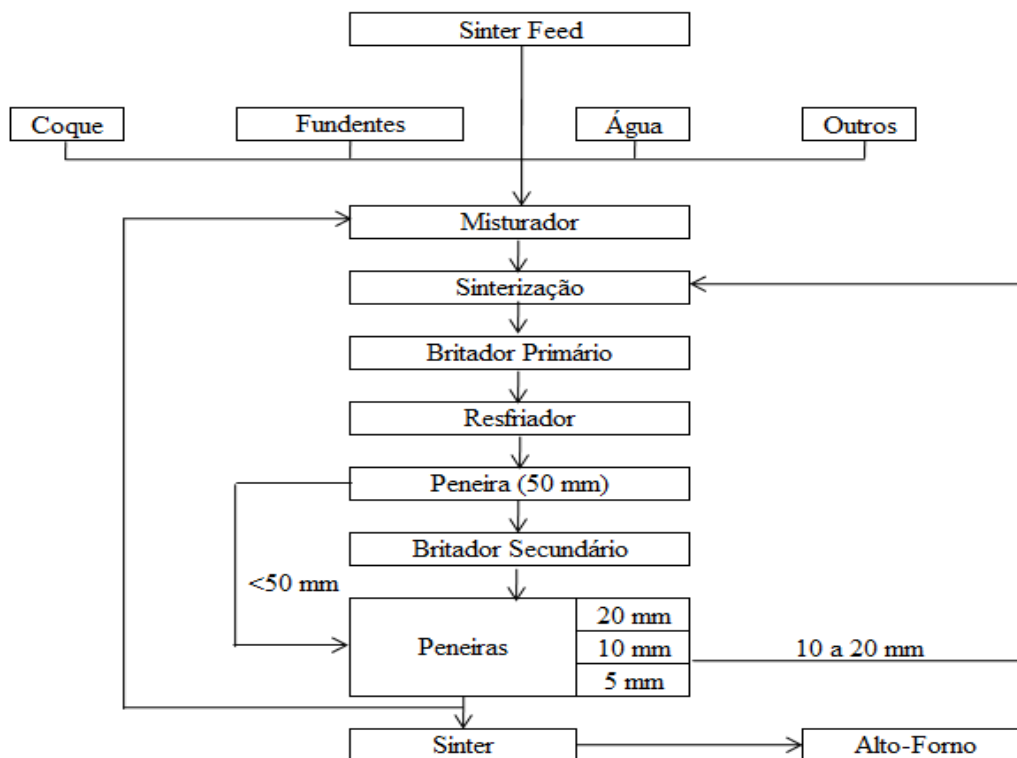 Sinter Feed
Coque
Fundentes
Água
Outros
Misturador
Sinterização
Britador Primário
Resfriador
Peneira (50 mm)
Britador Secundário
<50 mm
Peneiras
20 mm
10 mm
5 mm
10 a 20 mm
Sinter
Alto-Forno